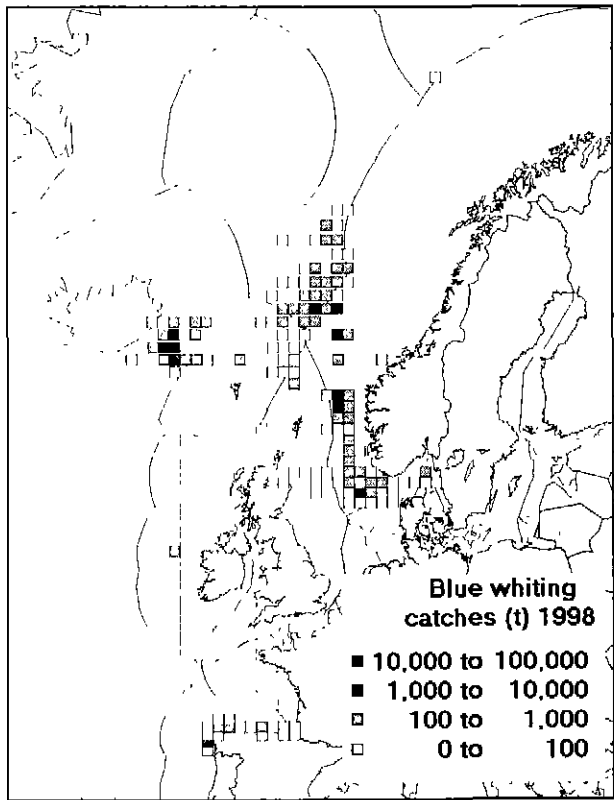 Blue whiting
catches (t) 1998
10,000 to 100,000
1,000 to 10,000
100 to 1,000
0 to 100